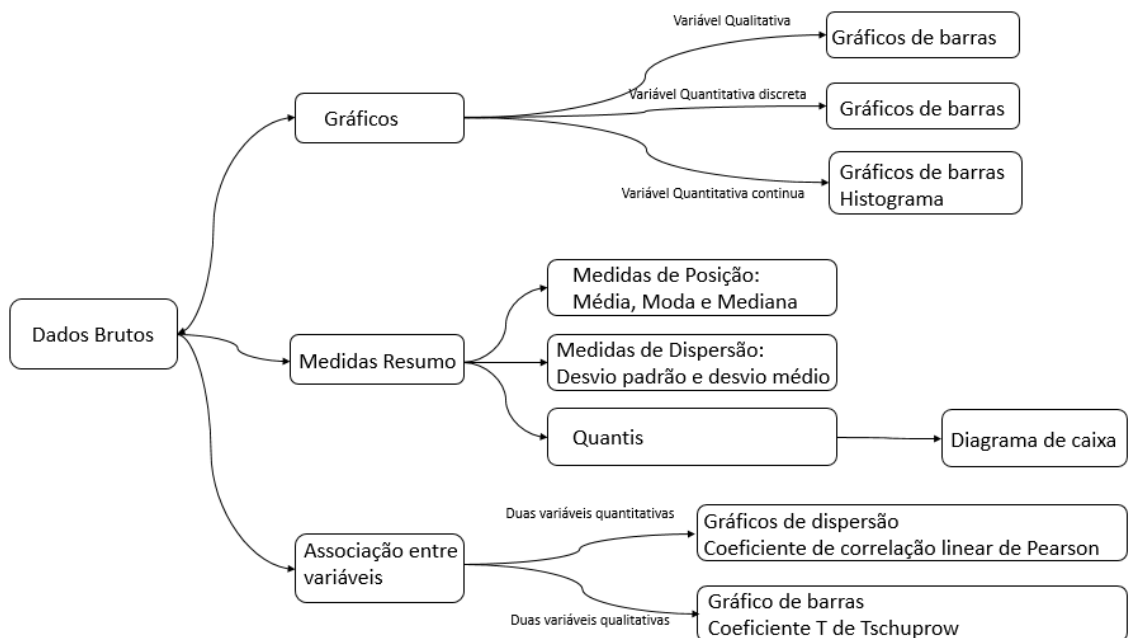 Variável Qualitativa
Gráficos de barras
Variável Quantitativa discreta
Gráficos
Gráficos de barras
Gráficos de barras
Variável Quantitativa continua
Histograma
Medidas de Posição:
Média, Moda e Mediana
Dados Brutos
Medidas Resumo
Medidas de Dispersão:
Desvio padrão e desvio médio
Quantis
Diagrama de caixa
Duas variáveis quantitativas
Gráficos de dispersão
Coeficiente de correlação linear de Pearson
Associação entre
variáveis
Duas variáveis qualitativas
Gráfico de barras
Coeficiente T de Tschuprow